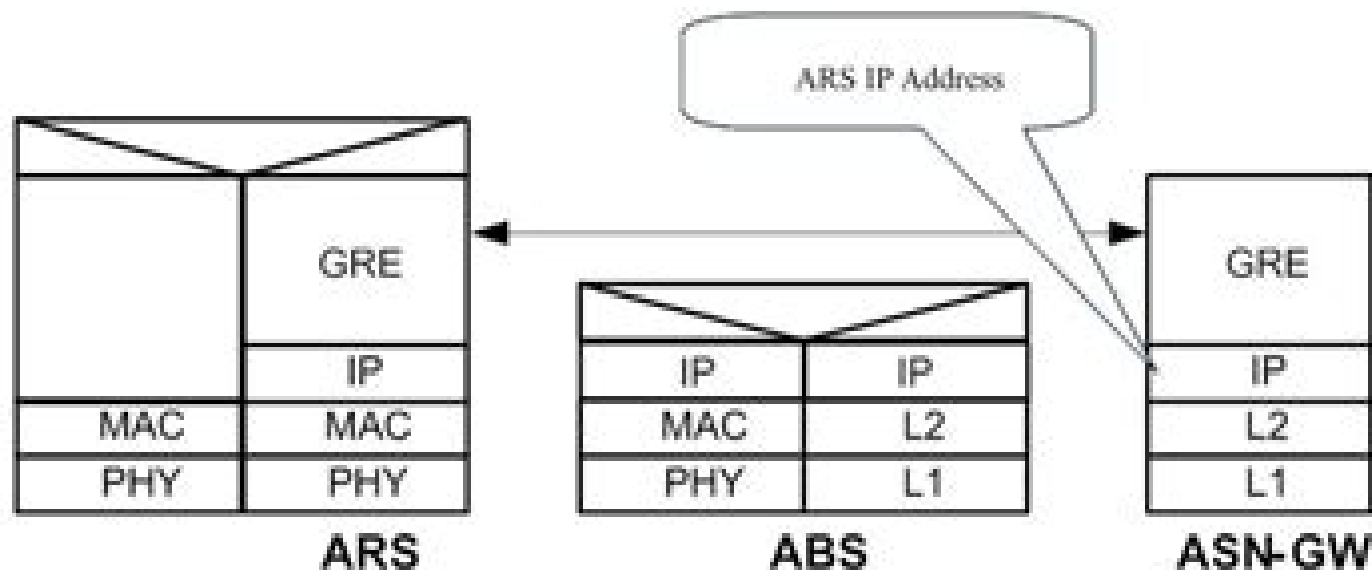 ARS IP Address
GRE
GRE
IP
IP
IP
IP
MAC
MAC
MAC
L2
L2
PHY
PHY
PHY
L1
L1
ARS
ABS
ASN-GW